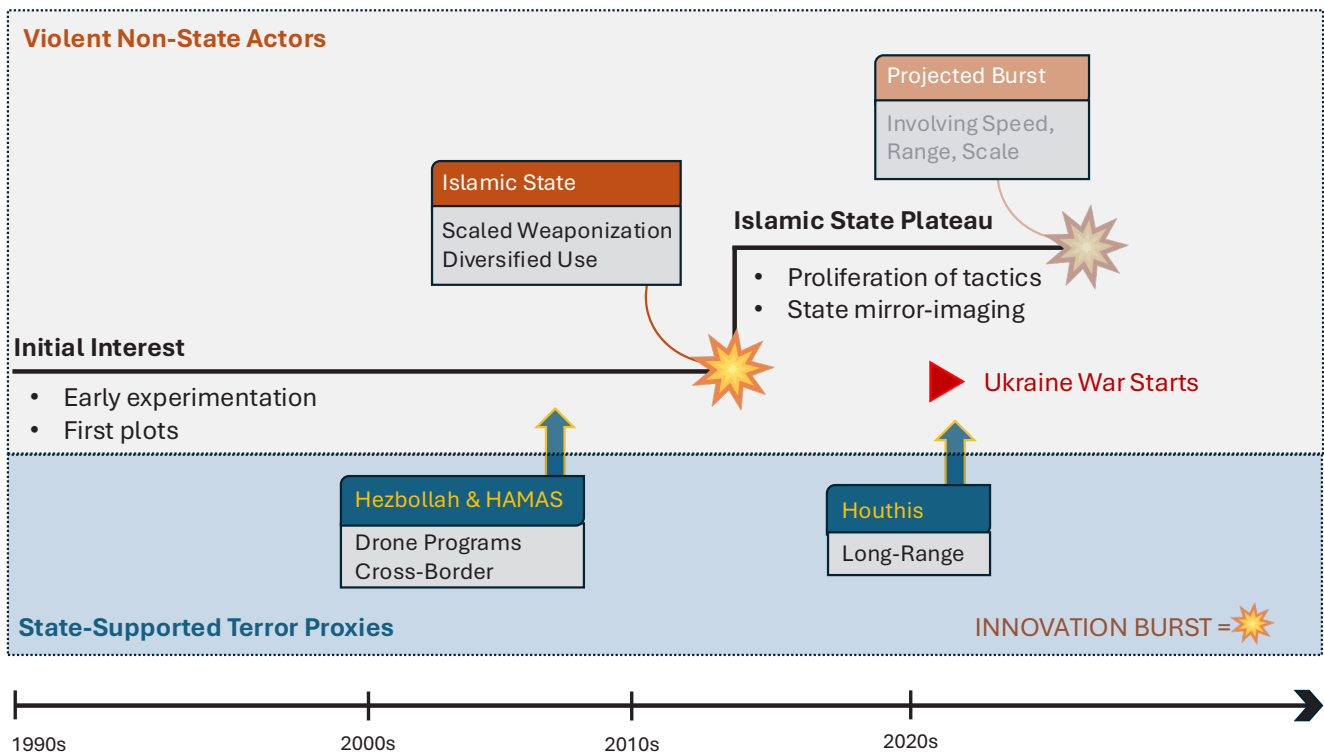 Violent Non-State Actors
Projected Burst
Involving Speed,
Range, Scale
Islamic State
Scaled Weaponization
Diversified Use
Islamic State Plateau
• Proliferation of tactics
• State mirror-imaging
Initial Interest
• Early experimentation
• First plots
Ukraine War Starts
Hezbollah & HAMAS
Drone Programs
Cross-Border
Houthis
Long-Range
State-Supported Terror Proxies
INNOVATION BURST =
1990s
2000s
2010s
2020s